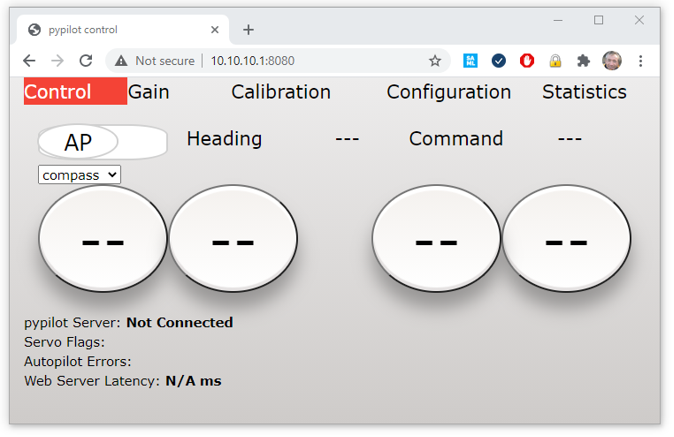 pypilot control
Not secure 10.10.10.1:8080
Control Gain Calibration Configuration Statistics
AP Heading --- Command ---
compass
-- -- -- --
pypilot Server: Not Connected
Servo Flags:
Autopilot Errors:
Web Server Latency: N/A ms